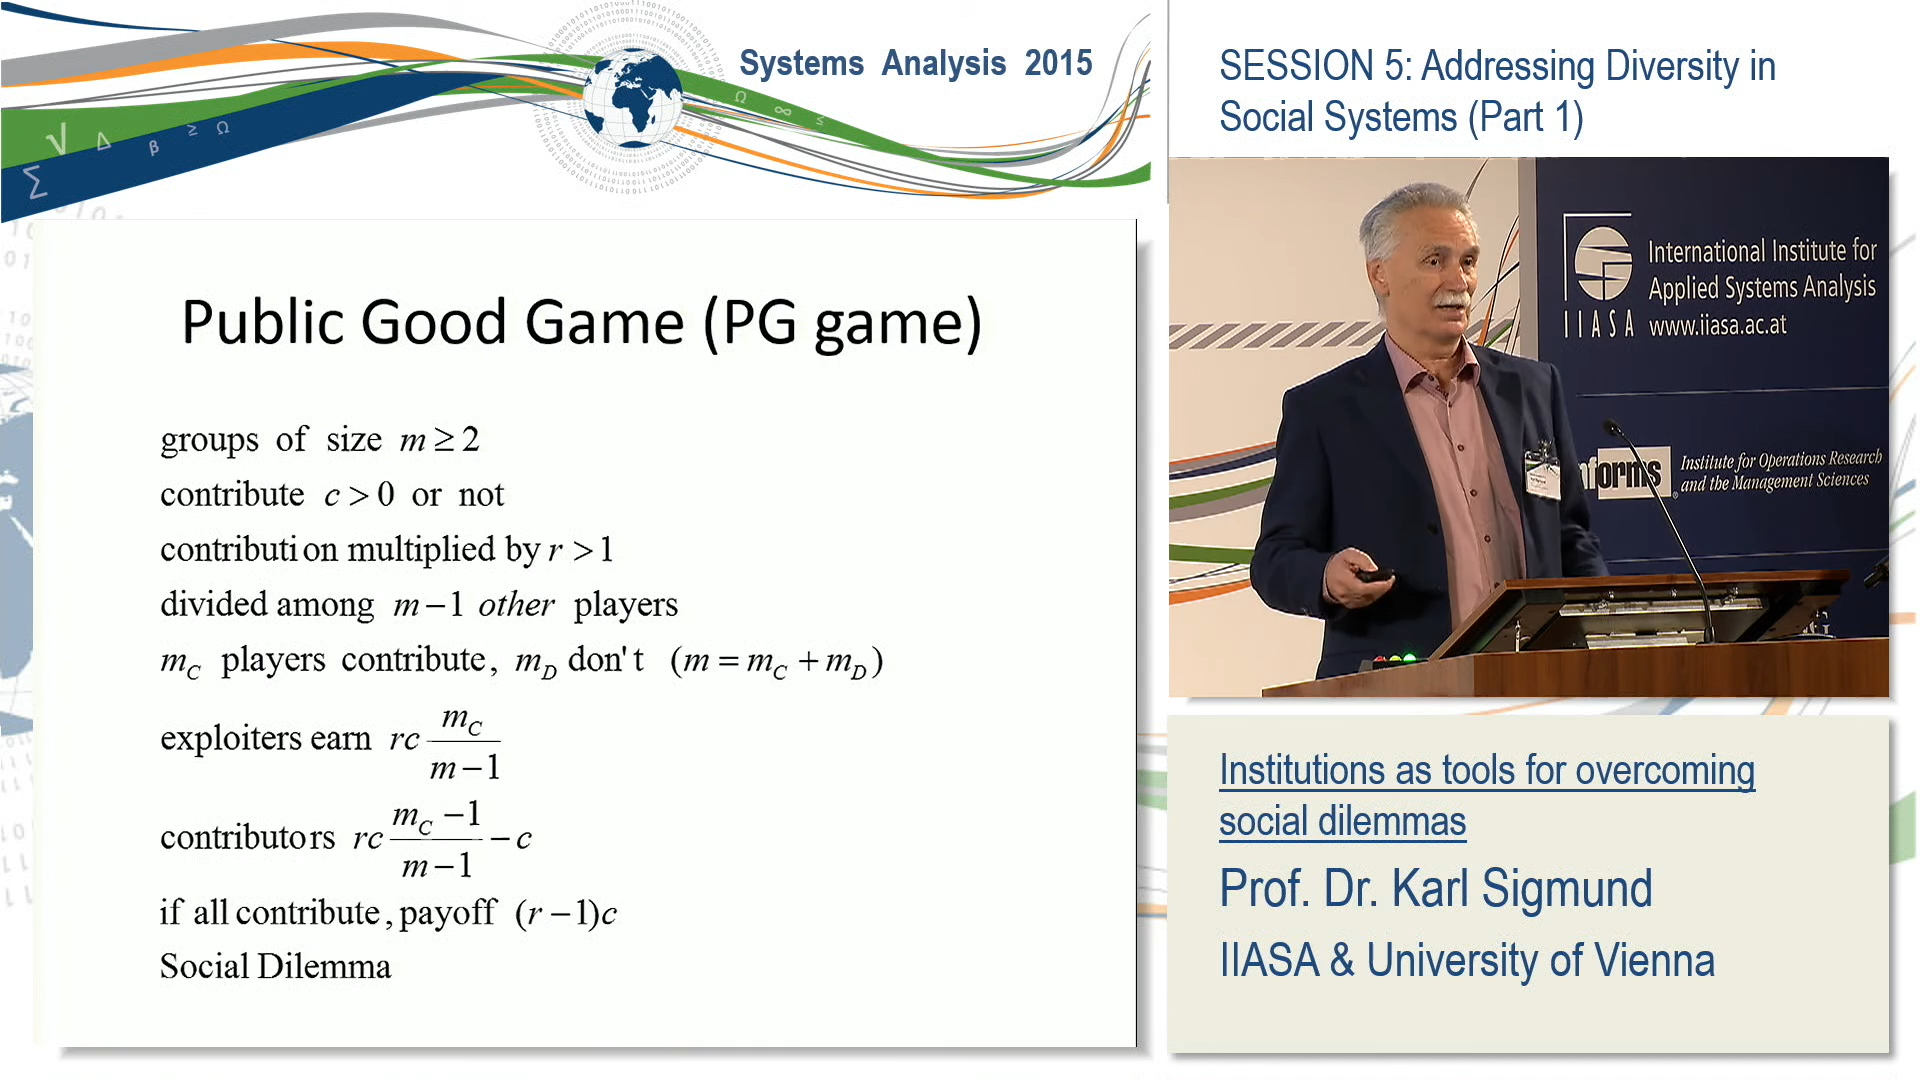 Systems Analysis 2015
SESSION 5: Addressing Diversity in
Social Systems (Part 1)
Public Good Game (PG game)
groups of size m ≥ 2
contribute c > 0 or not
contribution multiplied by r > 1
divided among m − 1 other players
m_C players contribute, m_D don't (m = m_C + m_D)
exploiters earn rc m_C / (m − 1)
contributors rc (m_C − 1) / (m − 1) − c
if all contribute, payoff (r − 1)c
Social Dilemma
IIASA
International Institute for
Applied Systems Analysis
www.iiasa.ac.at
nforms
Institute for Operations Research
and the Management Sciences
Institutions as tools for overcoming
social dilemmas
Prof. Dr. Karl Sigmund
IIASA & University of Vienna